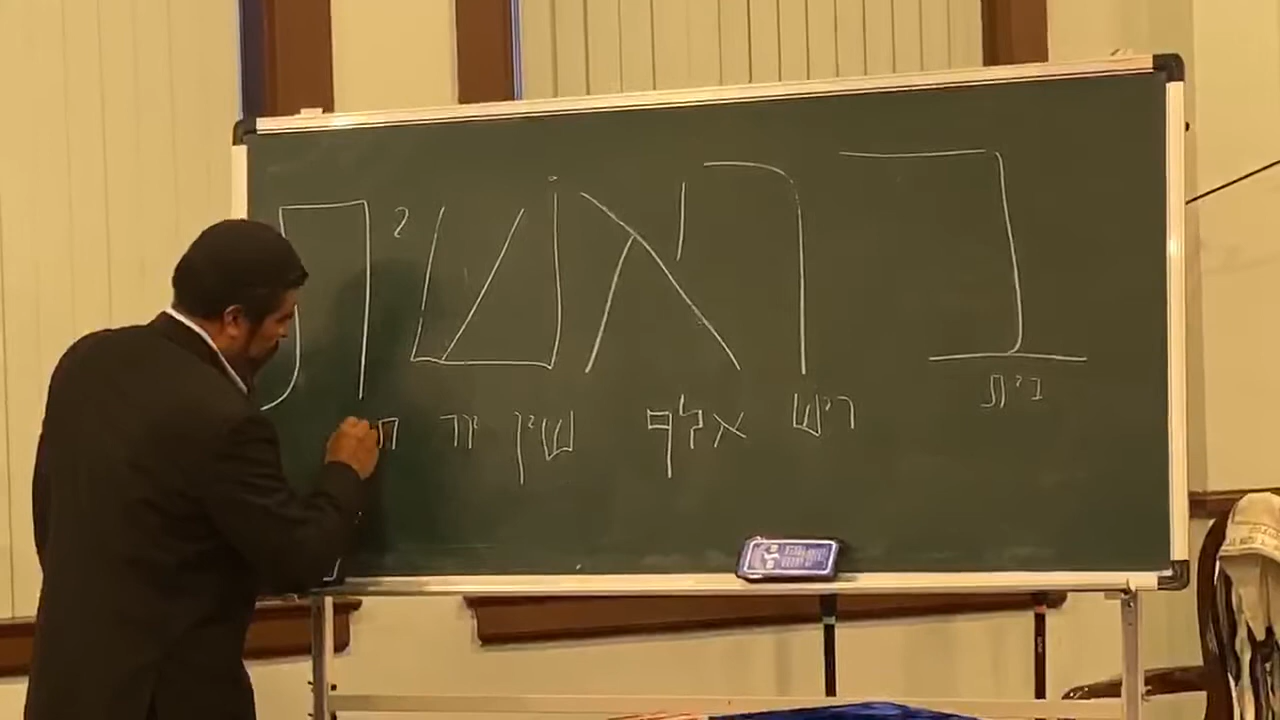 בראשית
בית ריש אלף שין יוד ת